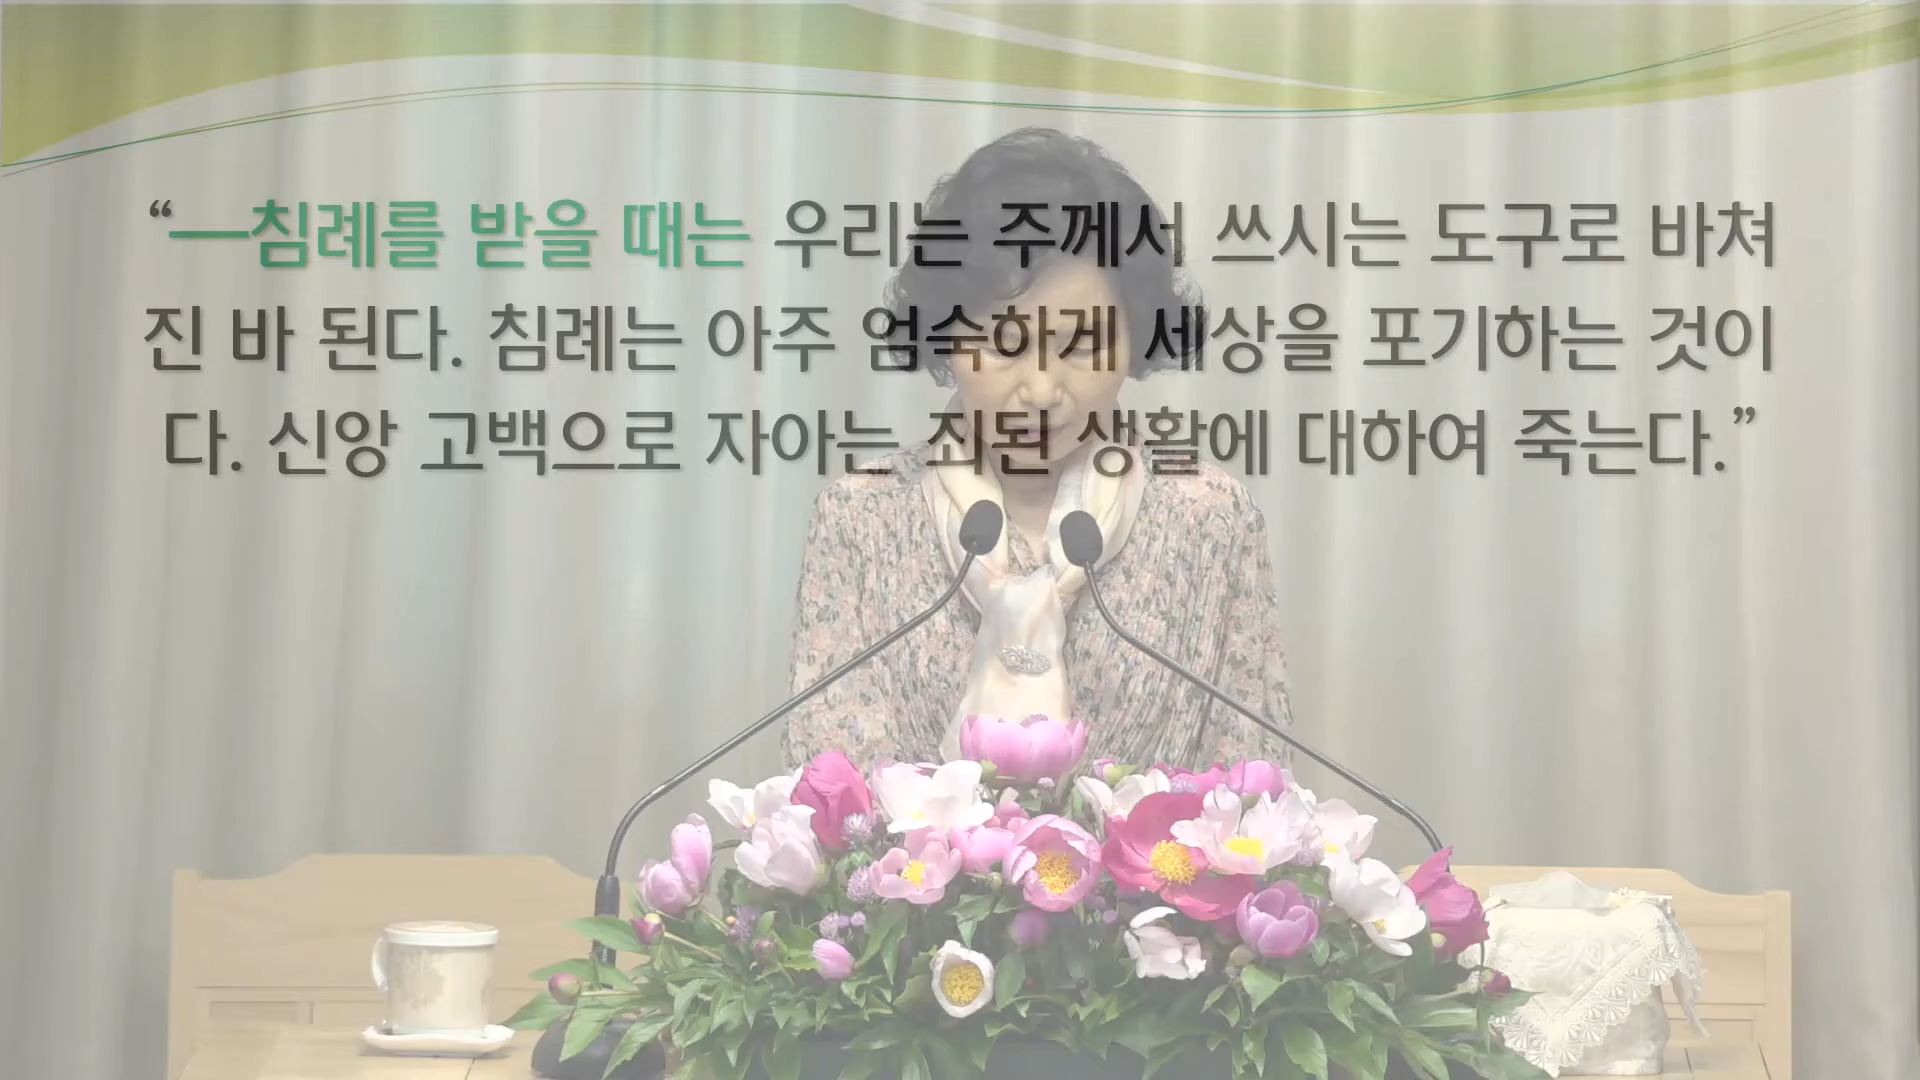 “―침례를 받을 때는 우리는 주께서 쓰시는 도구로 바쳐
진 바 된다. 침례는 아주 엄숙하게 세상을 포기하는 것이
다. 신앙 고백으로 자아는 죄된 생활에 대하여 죽는다.”